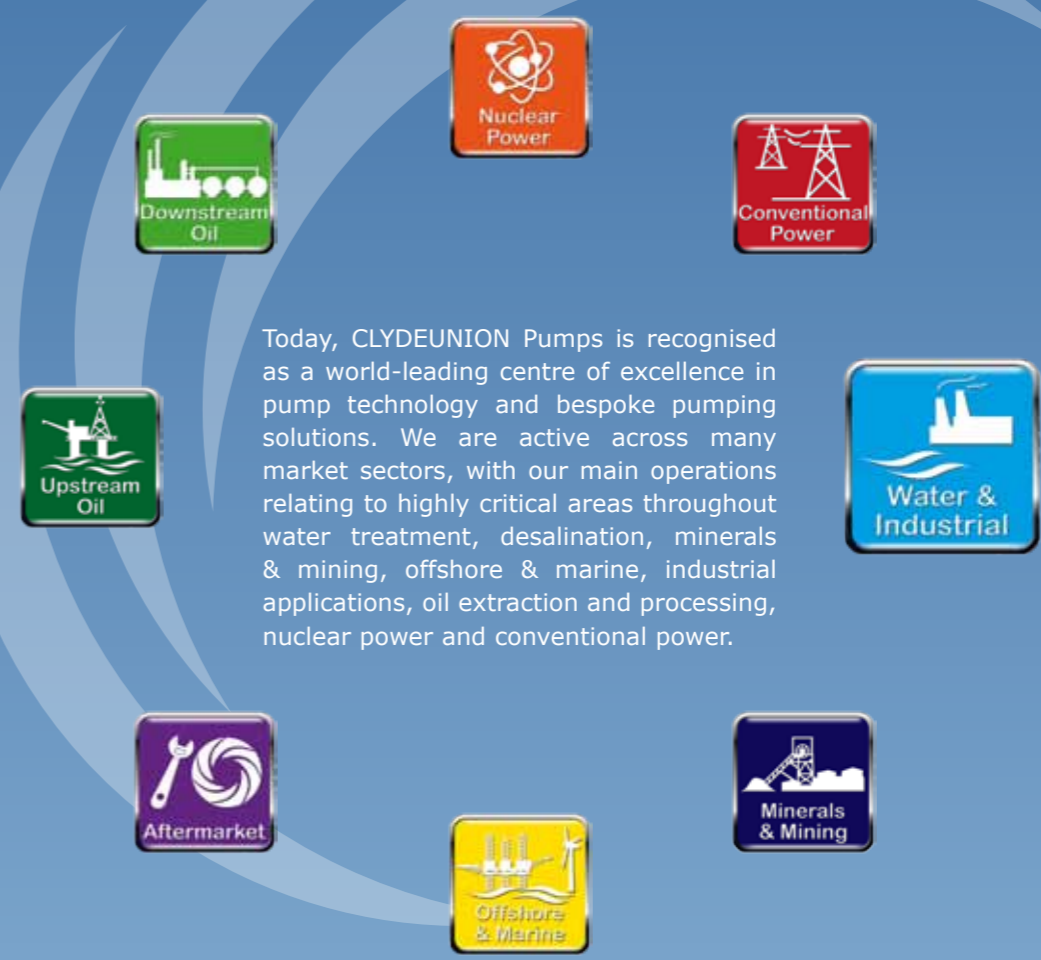 Nuclear
Power
Downstream
Oil
Conventional
Power
Today, CLYDEUNION Pumps is recognised
as a world-leading centre of excellence in
pump technology and bespoke pumping
solutions. We are active across many
market sectors, with our main operations
relating to highly critical areas throughout
water treatment, desalination, minerals
& mining, offshore & marine, industrial
applications, oil extraction and processing,
nuclear power and conventional power.
Upstream
Oil
Water &
Industrial
Aftermarket
Minerals
& Mining
Offshore
& Marine